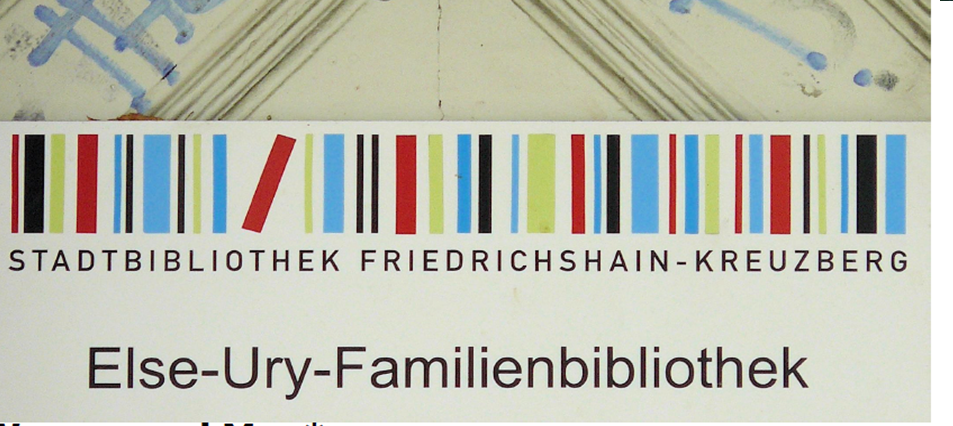 STADTBIBLIOTHEK FRIEDRICHSHAIN-KREUZBERG
Else-Ury-Familienbibliothek